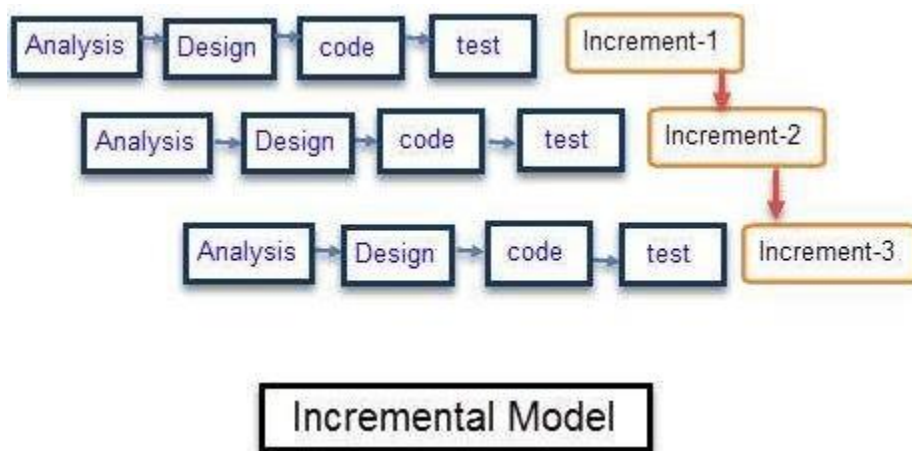 Analysis Design code test Increment-1
Analysis Design code test Increment-2
Analysis Design code test Increment-3
Incremental Model